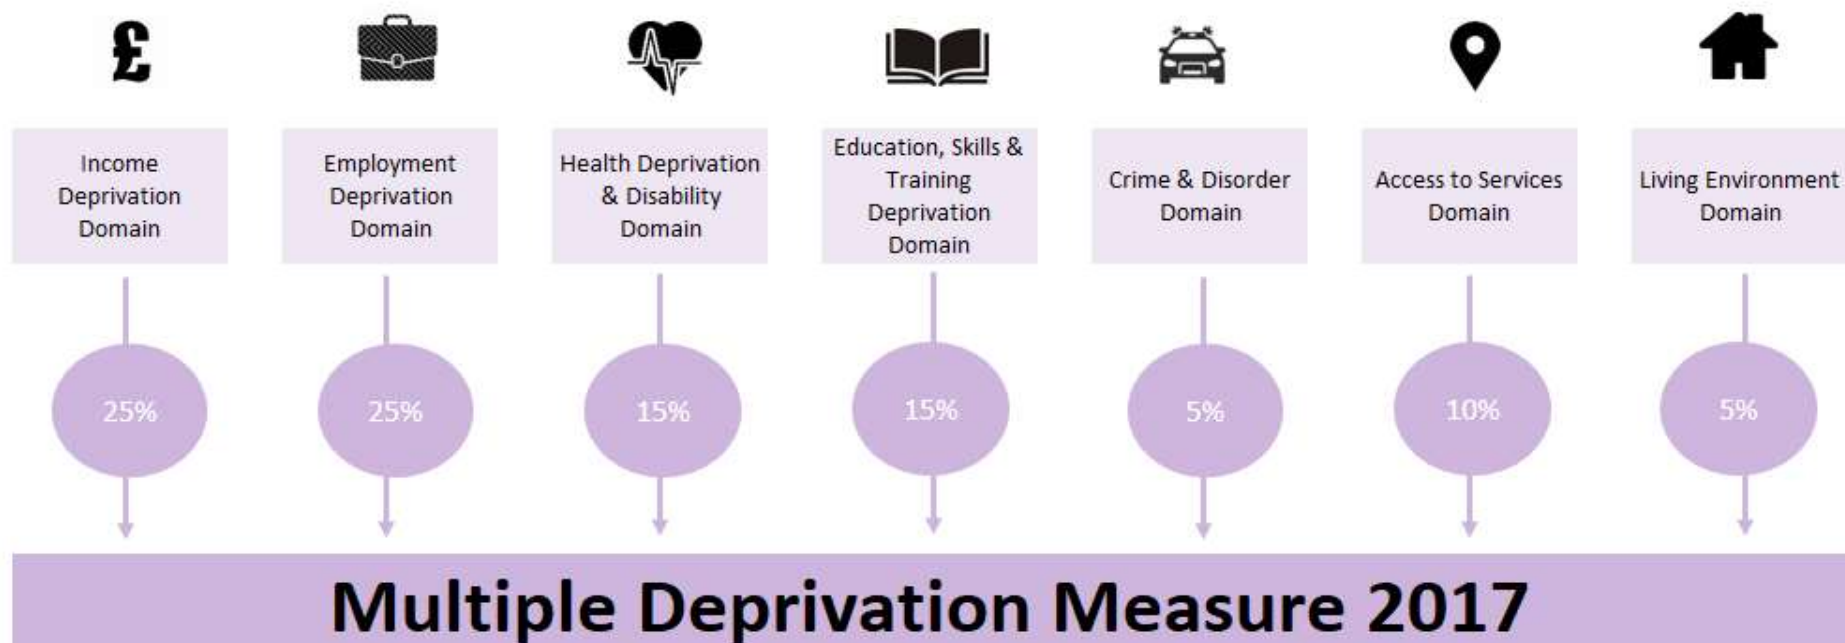 £
Income
Deprivation
Domain
Employment
Deprivation
Domain
Health Deprivation
& Disability
Domain
Education, Skills &
Training
Deprivation
Domain
Crime & Disorder
Domain
Access to Services
Domain
Living Environment
Domain
25%
25%
15%
15%
5%
10%
5%
Multiple Deprivation Measure 2017